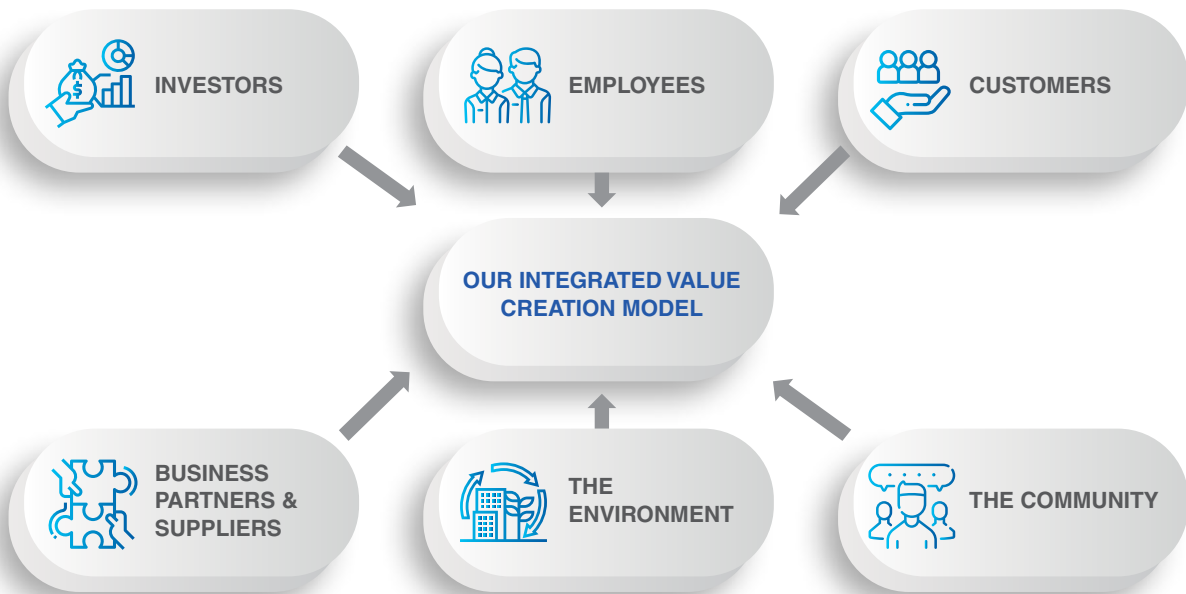 INVESTORS
EMPLOYEES
CUSTOMERS
OUR INTEGRATED VALUE
CREATION MODEL
BUSINESS
PARTNERS &
SUPPLIERS
THE
ENVIRONMENT
THE COMMUNITY